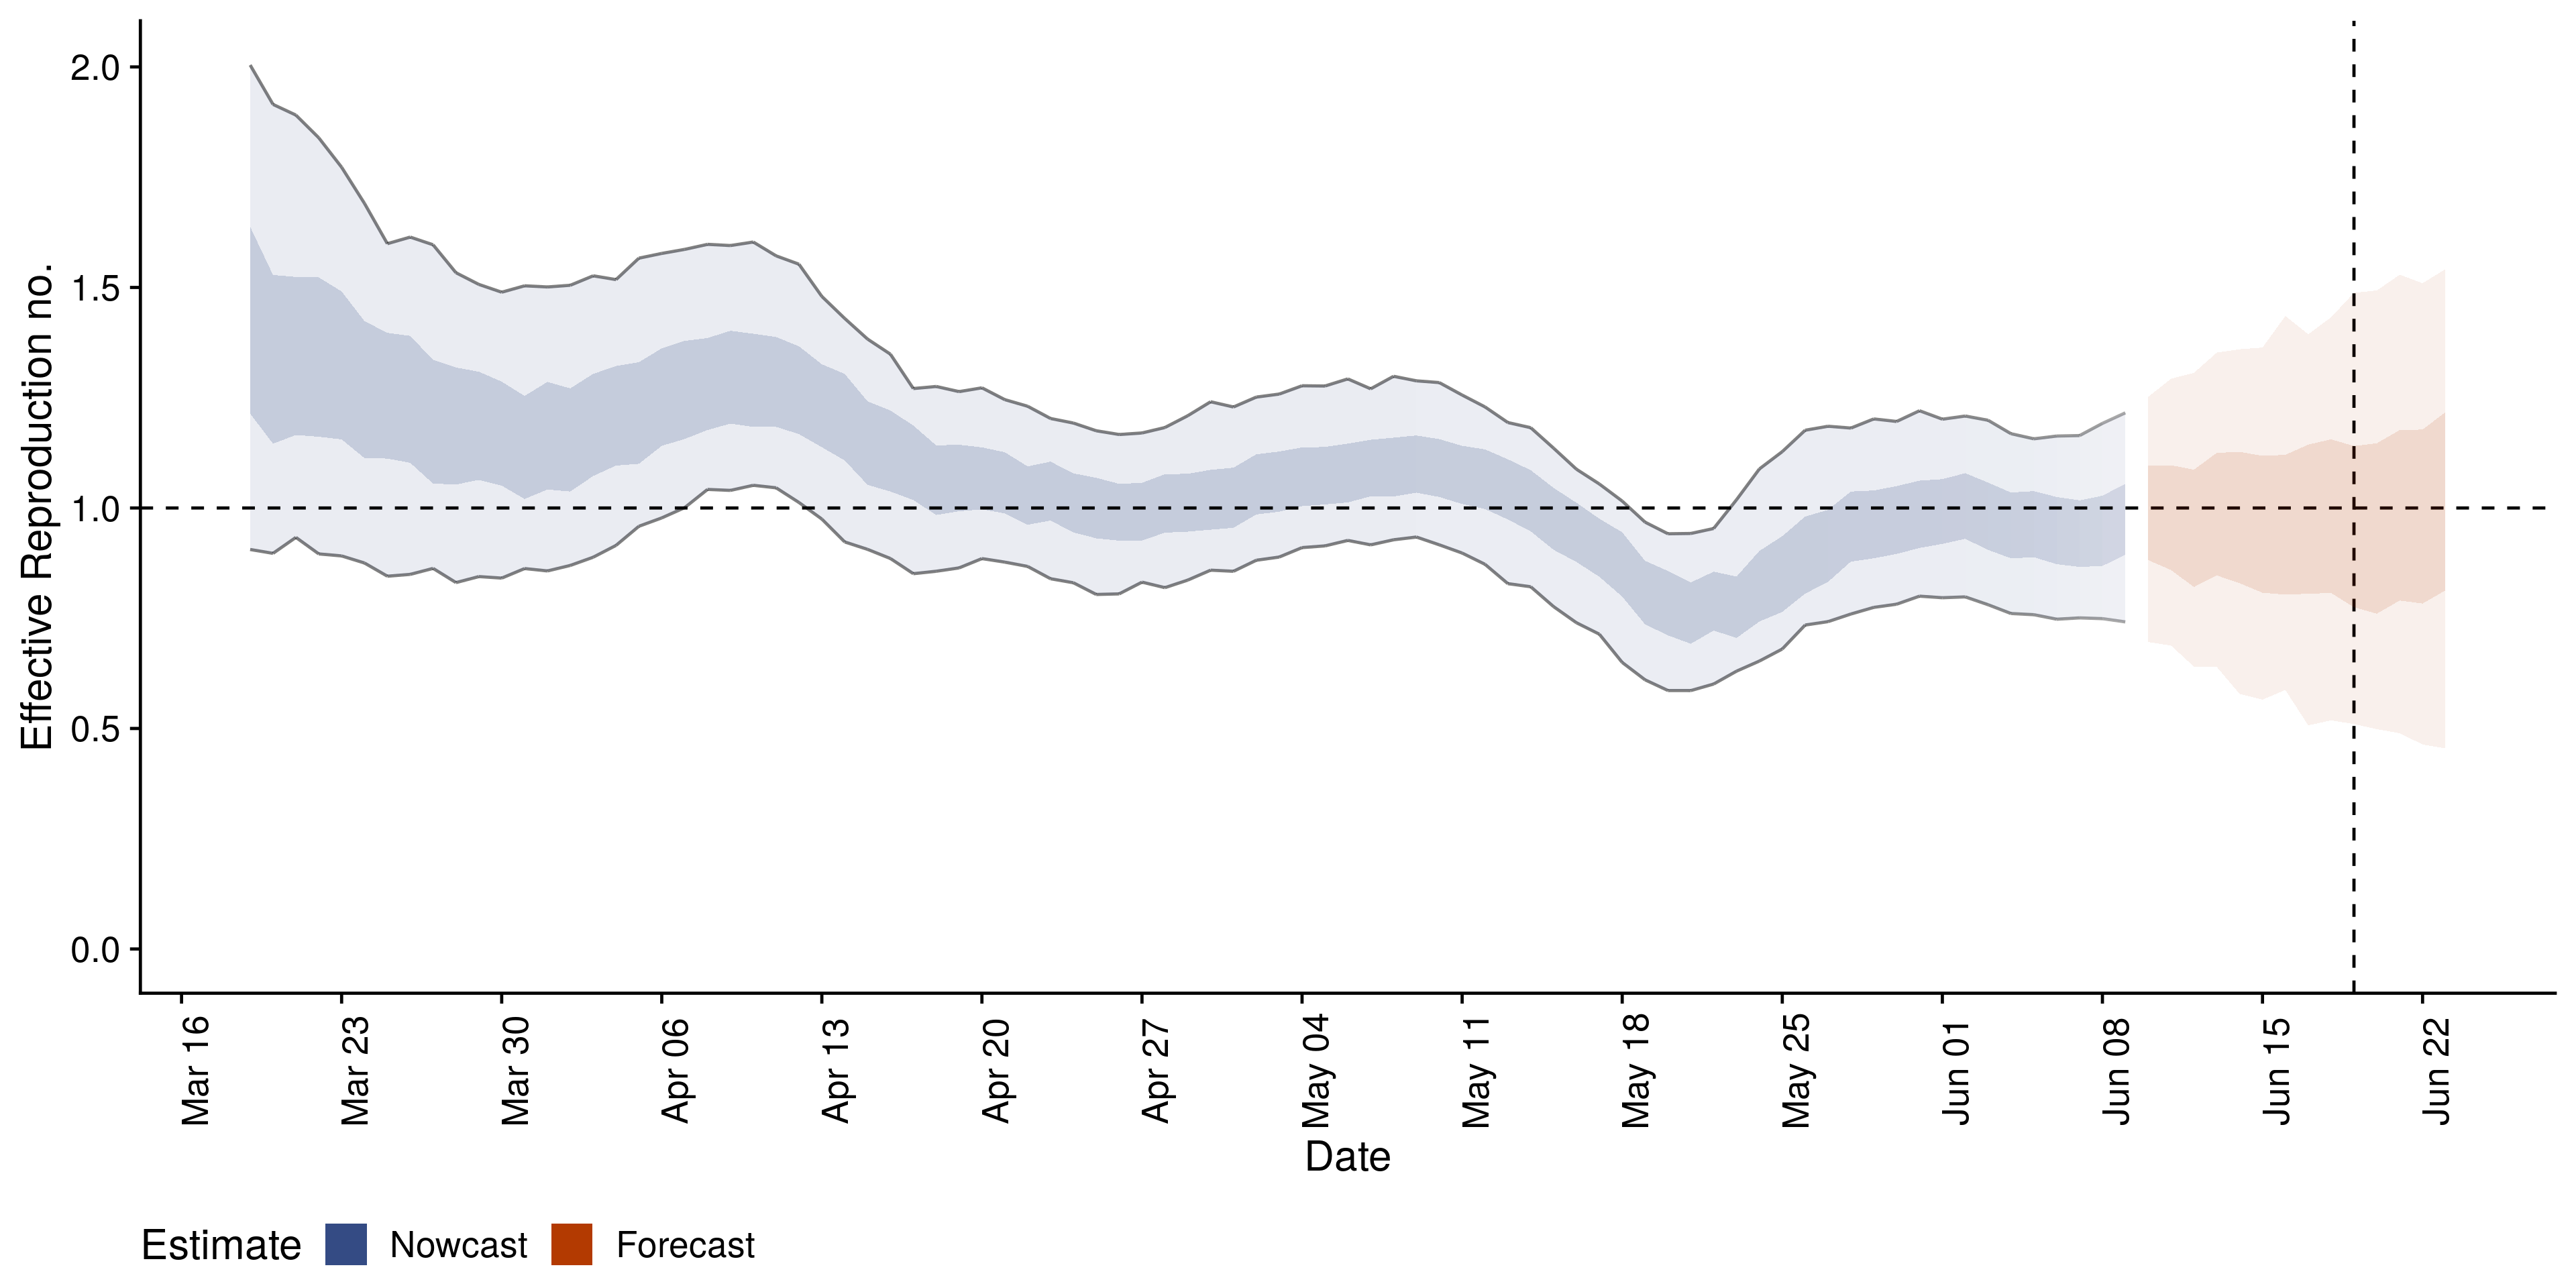 Effective Reproduction no.
2.0
1.5
1.0
0.5
0.0
Mar 16
Mar 23
Mar 30
Apr 06
Apr 13
Apr 20
Apr 27
May 04
May 11
May 18
May 25
Jun 01
Jun 08
Jun 15
Jun 22
Date
Estimate Nowcast Forecast